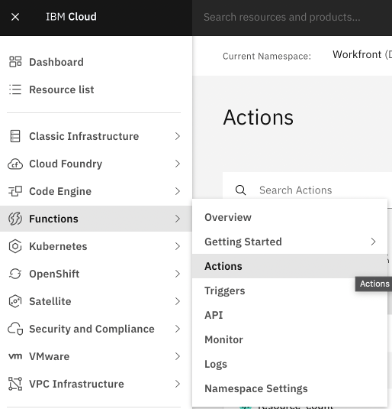 IBM Cloud
Search resources and products...
Dashboard
Resource list
Classic Infrastructure
Cloud Foundry
Code Engine
Functions
Kubernetes
OpenShift
Satellite
Security and Compliance
VMware
VPC Infrastructure
Current Namespace: Workfront (D
Actions
Search Actions
Overview
Getting Started
Actions
Triggers
API
Monitor
Logs
Namespace Settings
Actions